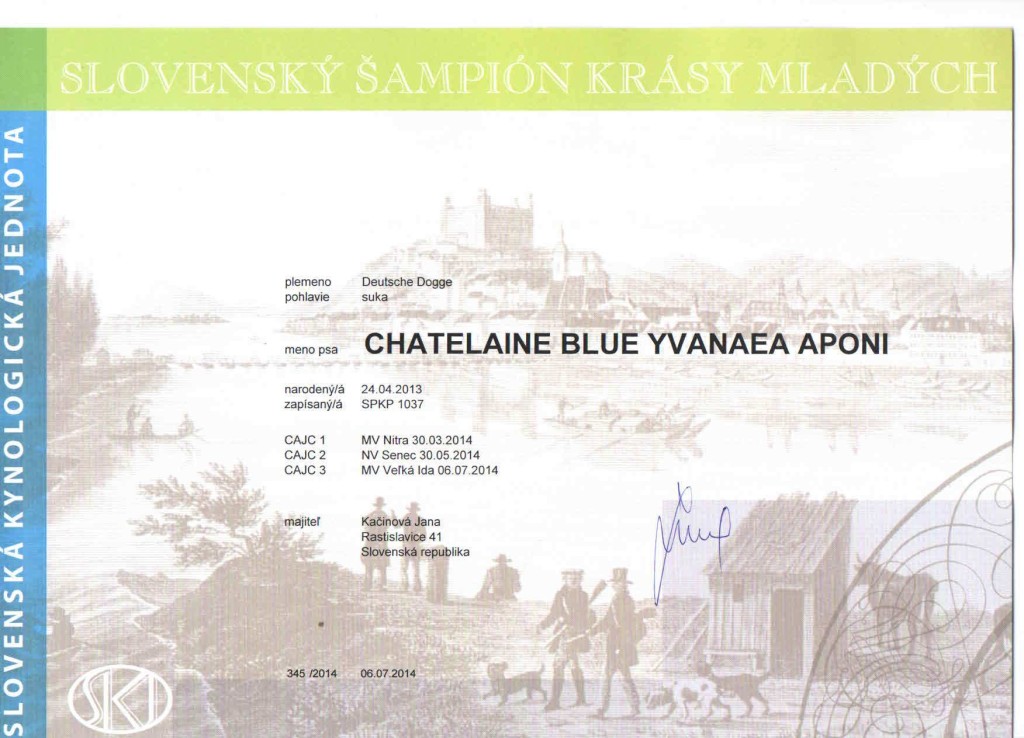 SLOVENSKÝ ŠAMPIÓN KRÁSY MLADÝCH
SLOVENSKÁ KYNOLOGICKÁ JEDNOTA
plemeno Deutsche Dogge
pohlavie suka
meno psa CHATELAINE BLUE YVANAEA APONI
narodený/á 24.04.2013
zapísaný/á SPKP 1037
CAJC 1 MV Nitra 30.03.2014
CAJC 2 NV Senec 30.05.2014
CAJC 3 MV Veľká Ida 06.07.2014
majiteľ Kačinová Jana
Rastislavice 41
Slovenská republika
345 /2014 06.07.2014
SKJ